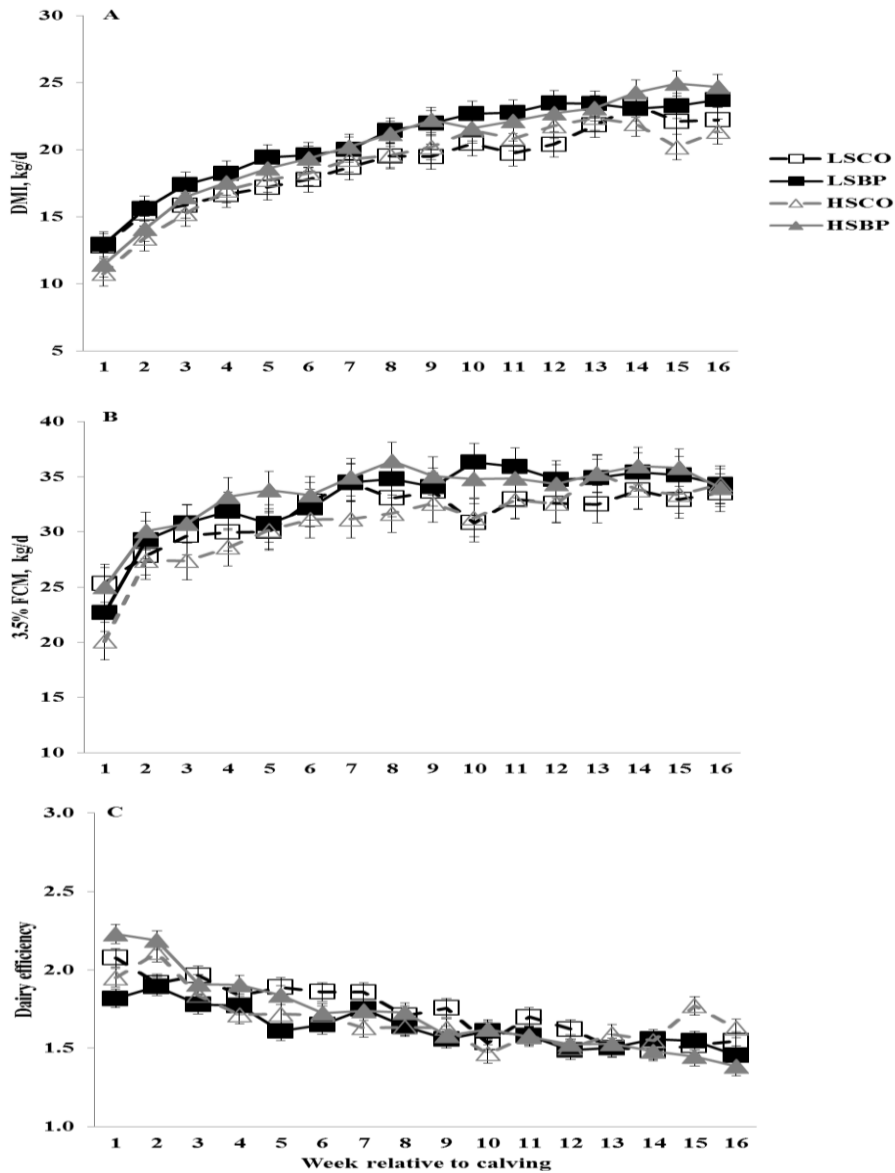 A
30
25
20
15
10
5
DMI, kg/d
1 2 3 4 5 6 7 8 9 10 11 12 13 14 15 16
LSCO
LSBP
HSCO
HSBP
B
40
35
30
25
20
15
10
3.5% FCM, kg/d
1 2 3 4 5 6 7 8 9 10 11 12 13 14 15 16
C
3.0
2.5
2.0
1.5
1.0
Dairy efficiency
1 2 3 4 5 6 7 8 9 10 11 12 13 14 15 16
Week relative to calving